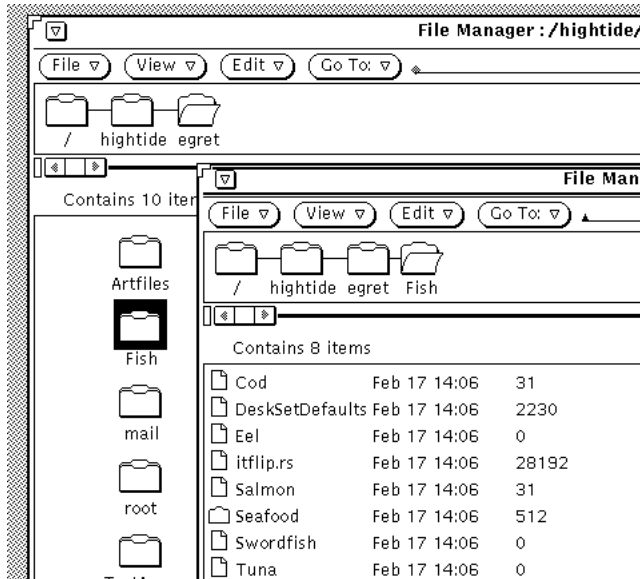 File Manager : /hightide/
File View Edit Go To:
/ hightide egret
Contains 10 iter
Artfiles
Fish
mail
root
File Man
File View Edit Go To:
/ hightide egret Fish
Contains 8 items
Cod Feb 17 14:06 31
DeskSetDefaults Feb 17 14:06 2230
Eel Feb 17 14:06 0
itflip.rs Feb 17 14:06 28192
Salmon Feb 17 14:06 31
Seafood Feb 17 14:06 512
Swordfish Feb 17 14:06 0
Tuna Feb 17 14:06 0